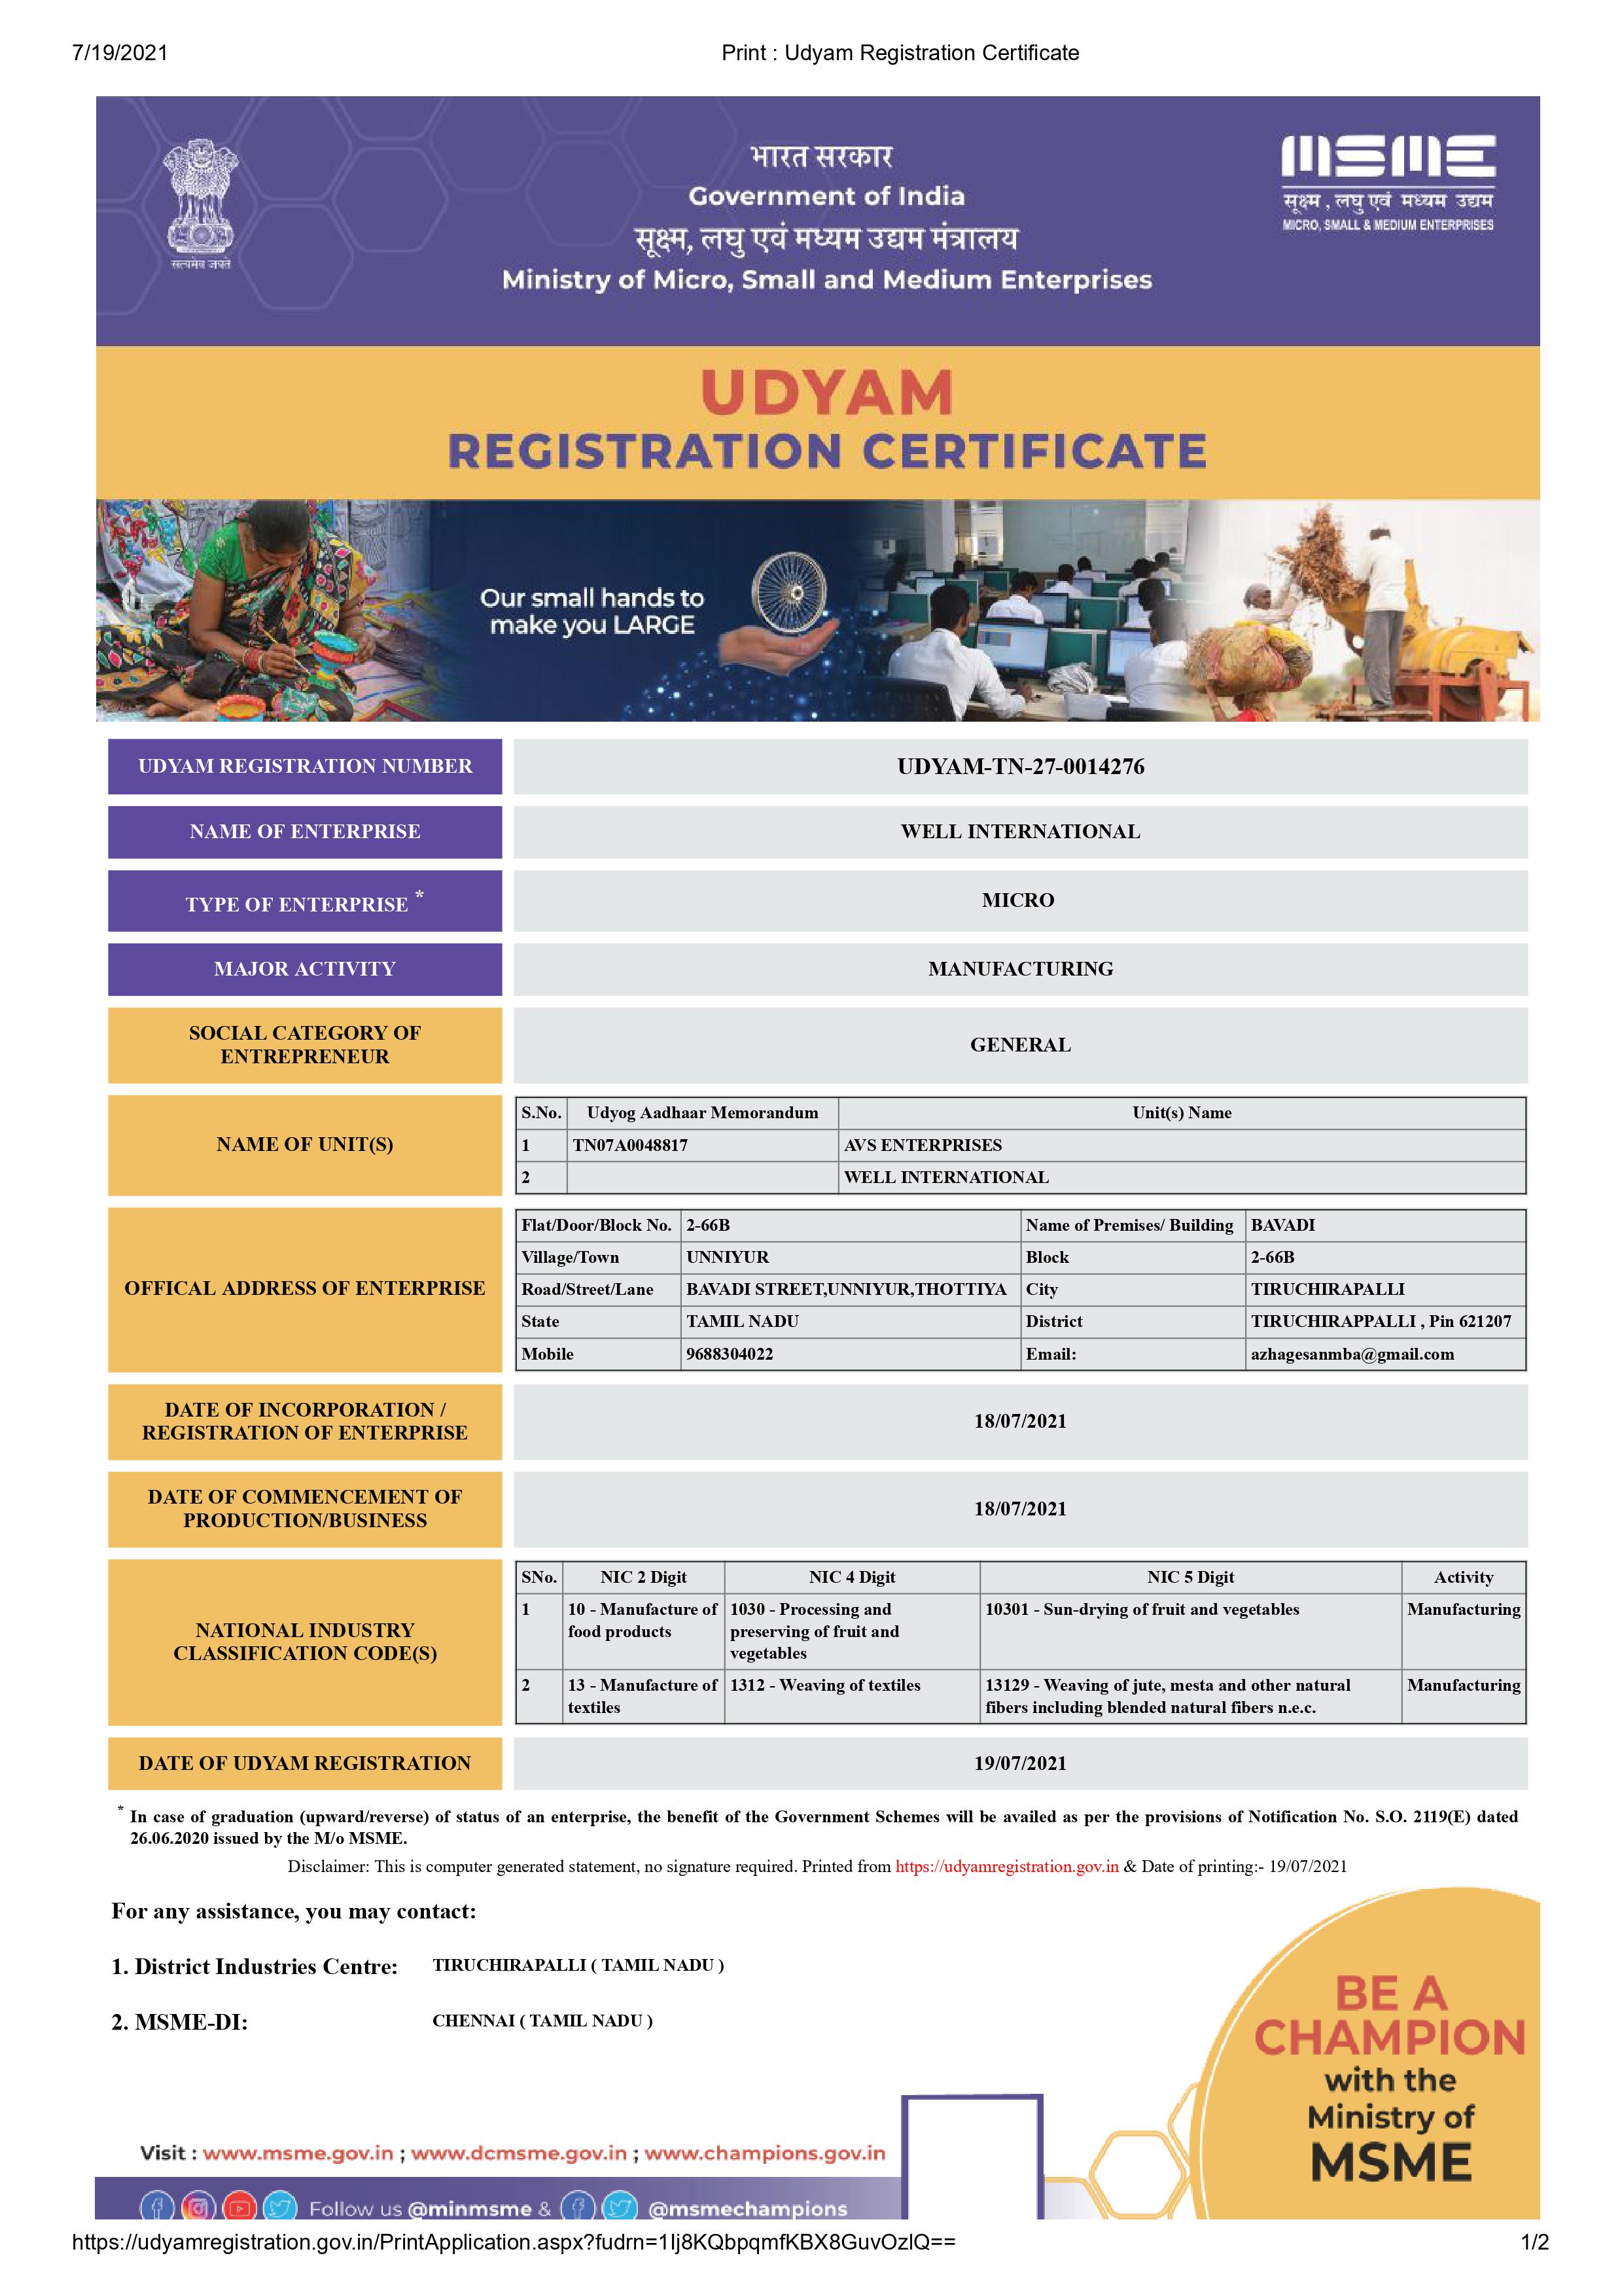 7/19/2021
Print : Udyam Registration Certificate
भारत सरकार
Government of India
सूक्ष्म, लघु एवं मध्यम उद्यम मंत्रालय
Ministry of Micro, Small and Medium Enterprises
सत्यमेव जयते
MSME
सूक्ष्म , लघु एवं मध्यम उद्यम
MICRO, SMALL & MEDIUM ENTERPRISES
UDYAM
REGISTRATION CERTIFICATE
Our small hands to
make you LARGE
UDYAM REGISTRATION NUMBER
UDYAM-TN-27-0014276
NAME OF ENTERPRISE
WELL INTERNATIONAL
TYPE OF ENTERPRISE *
MICRO
MAJOR ACTIVITY
MANUFACTURING
SOCIAL CATEGORY OF
ENTREPRENEUR
GENERAL
NAME OF UNIT(S)
S.No. Udyog Aadhaar Memorandum Unit(s) Name
1 TN07A0048817 AVS ENTERPRISES
2 WELL INTERNATIONAL
OFFICAL ADDRESS OF ENTERPRISE
Flat/Door/Block No. 2-66B Name of Premises/ Building BAVADI
Village/Town UNNIYUR Block 2-66B
Road/Street/Lane BAVADI STREET,UNNIYUR,THOTTIYA City TIRUCHIRAPALLI
State TAMIL NADU District TIRUCHIRAPPALLI , Pin 621207
Mobile 9688304022 Email: azhagesanmba@gmail.com
DATE OF INCORPORATION /
REGISTRATION OF ENTERPRISE
18/07/2021
DATE OF COMMENCEMENT OF
PRODUCTION/BUSINESS
18/07/2021
NATIONAL INDUSTRY
CLASSIFICATION CODE(S)
SNo. NIC 2 Digit NIC 4 Digit NIC 5 Digit Activity
1 10 - Manufacture of 1030 - Processing and 10301 - Sun-drying of fruit and vegetables Manufacturing
food products preserving of fruit and
vegetables
2 13 - Manufacture of 1312 - Weaving of textiles 13129 - Weaving of jute, mesta and other natural Manufacturing
textiles fibers including blended natural fibers n.e.c.
DATE OF UDYAM REGISTRATION
19/07/2021
* In case of graduation (upward/reverse) of status of an enterprise, the benefit of the Government Schemes will be availed as per the provisions of Notification No. S.O. 2119(E) dated
26.06.2020 issued by the M/o MSME.
Disclaimer: This is computer generated statement, no signature required. Printed from https://udyamregistration.gov.in & Date of printing:- 19/07/2021
For any assistance, you may contact:
1. District Industries Centre: TIRUCHIRAPALLI ( TAMIL NADU )
2. MSME-DI: CHENNAI ( TAMIL NADU )
BE A
CHAMPION
with the
Ministry of
MSME
Visit : www.msme.gov.in ; www.dcmsme.gov.in ; www.champions.gov.in
Follow us @minmsme & @msmechampions
https://udyamregistration.gov.in/PrintApplication.aspx?fudrn=1Ij8KQbpqmfKBX8GuvOzlQ==
1/2